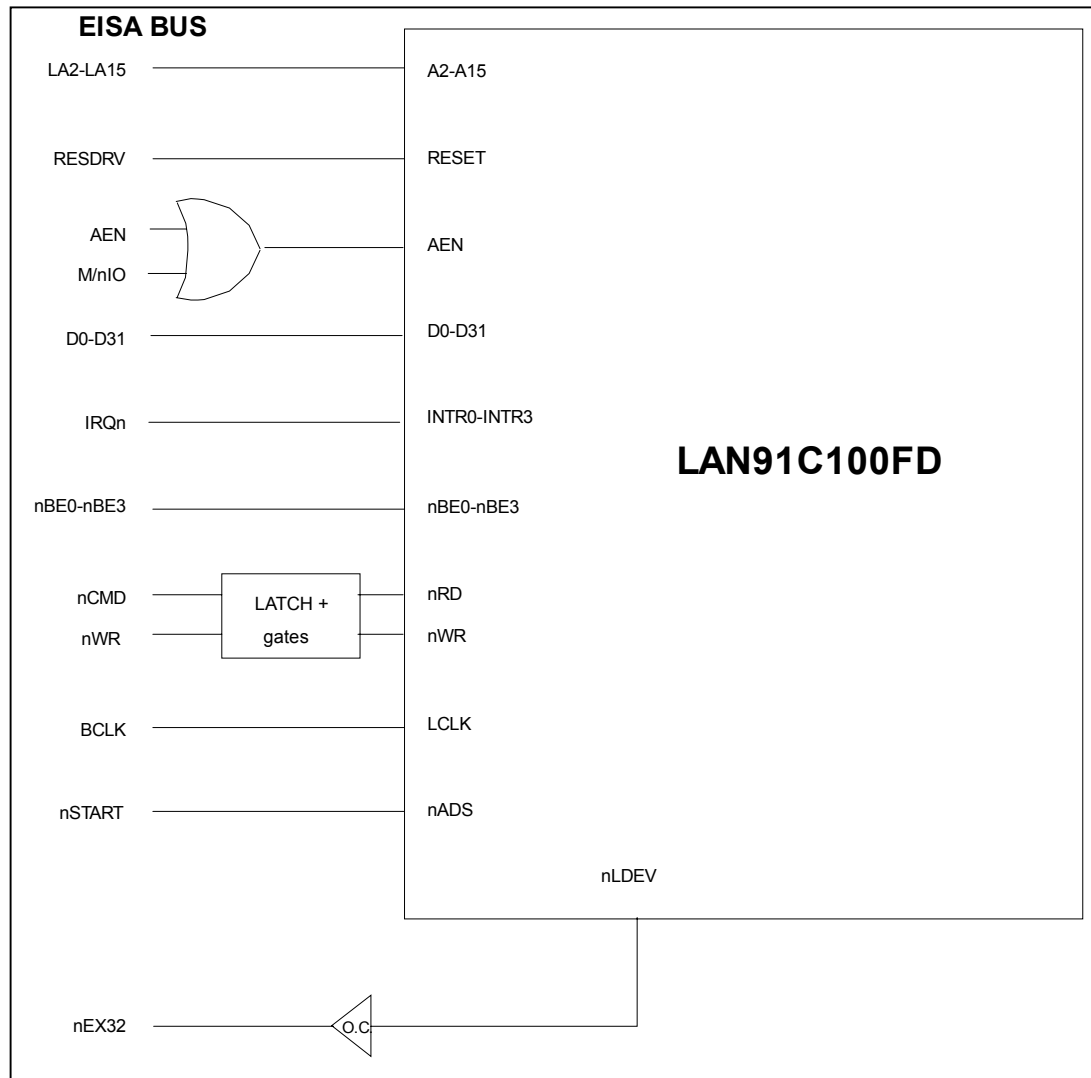 EISA BUS
LA2-LA15
A2-A15
RESDRV
RESET
AEN
M/nIO
AEN
D0-D31
D0-D31
IRQn
INTR0-INTR3
LAN91C100FD
nBE0-nBE3
nBE0-nBE3
nCMD
nWR
LATCH +
gates
nRD
nWR
BCLK
LCLK
nSTART
nADS
nLDEV
nEX32
O.C.